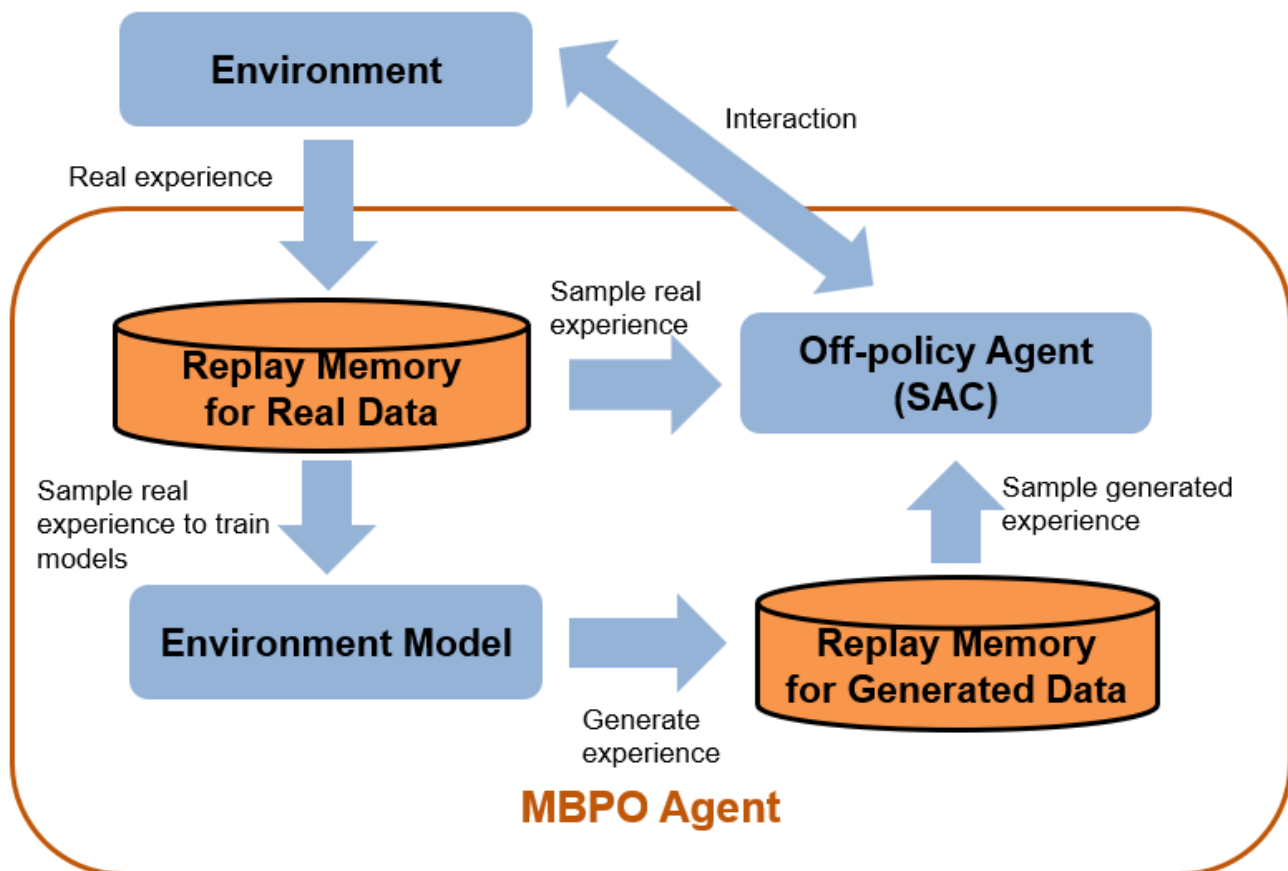 Environment
Interaction
Real experience
Sample real
experience
Replay Memory
for Real Data
Off-policy Agent
(SAC)
Sample real
experience to train
models
Sample generated
experience
Environment Model
Replay Memory
for Generated Data
Generate
experience
MBPO Agent